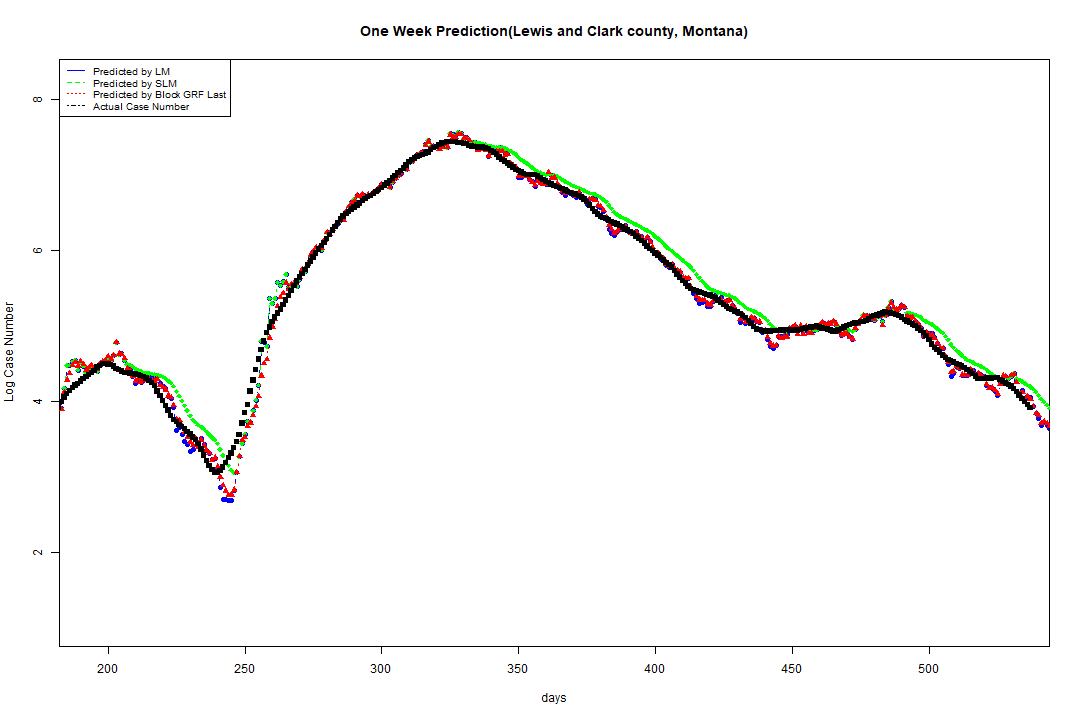 One Week Prediction(Lewis and Clark county, Montana)
Predicted by LM
Predicted by SLM
Predicted by Block GRF Last
Actual Case Number
8
6
4
2
Log Case Number
200 250 300 350 400 450 500
days